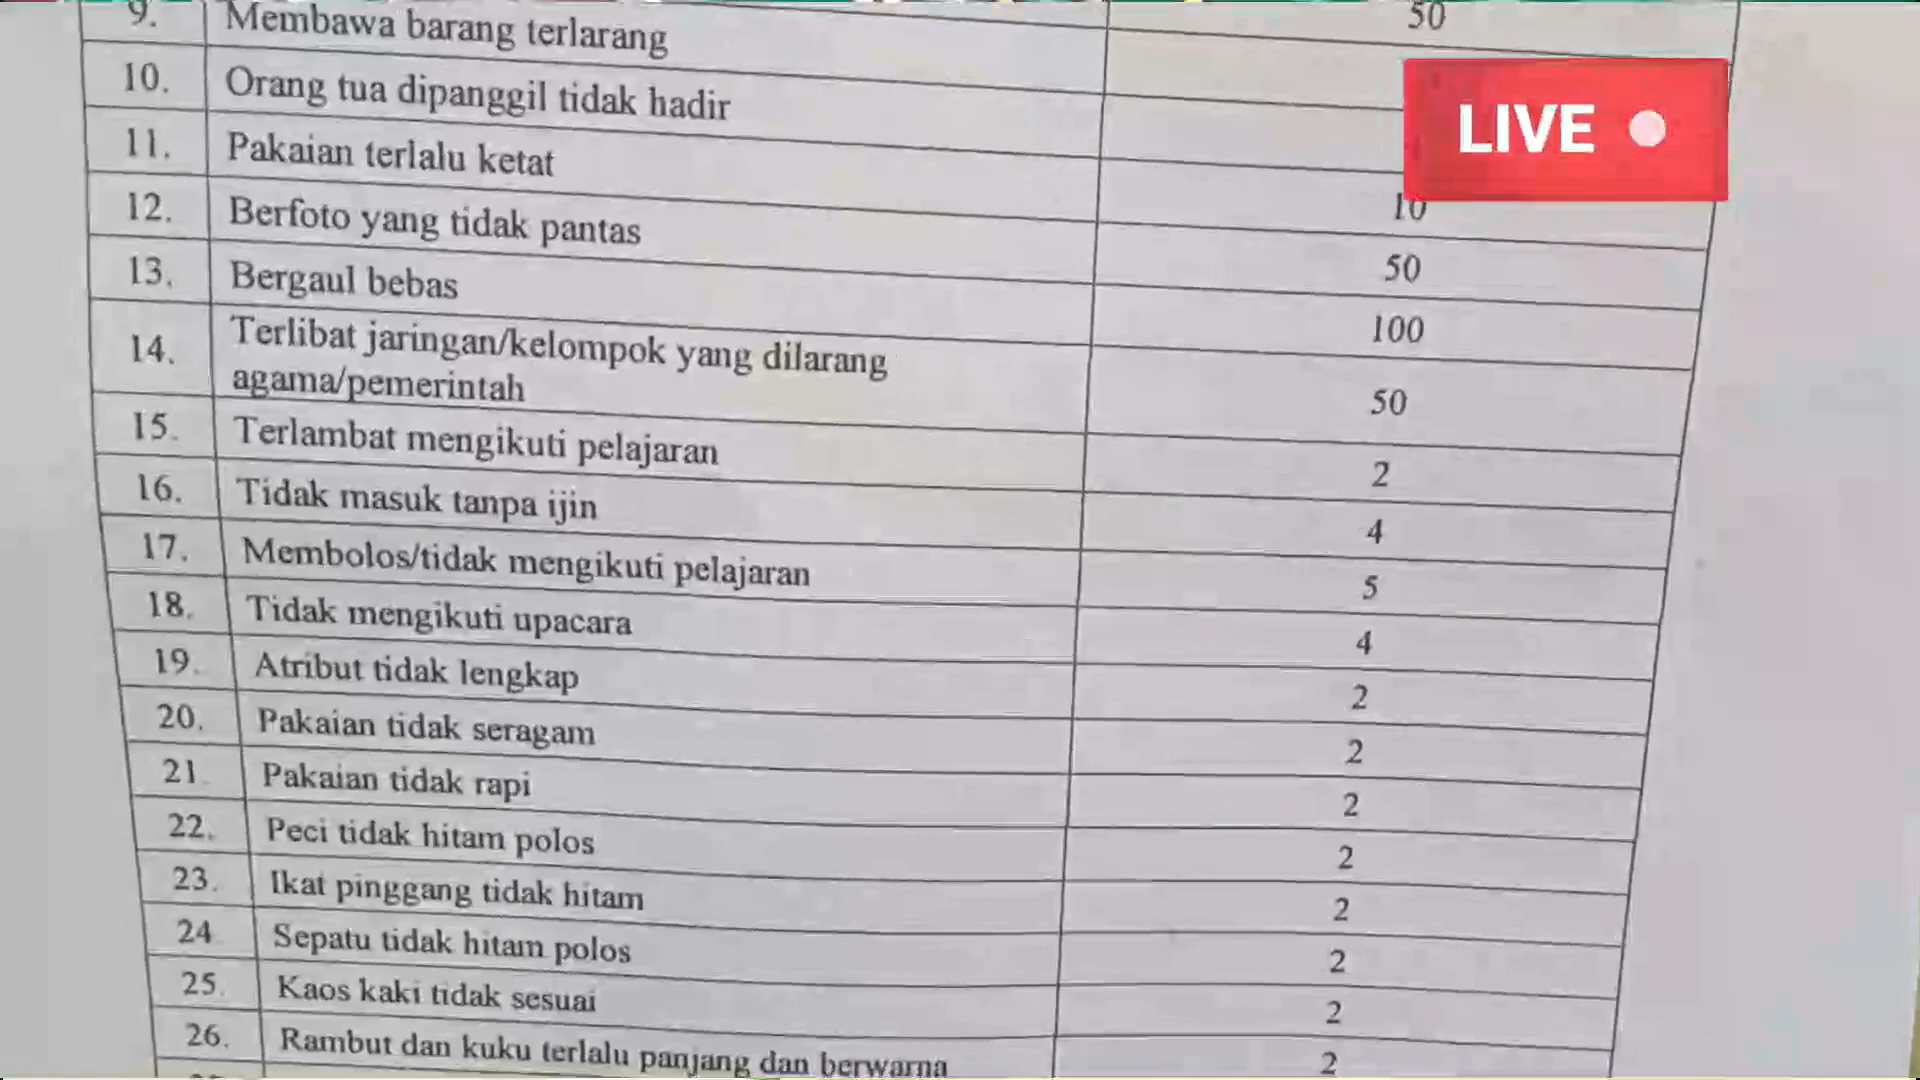 50
9. Membawa barang terlarang
10. Orang tua dipanggil tidak hadir
LIVE
11. Pakaian terlalu ketat 10
12. Berfoto yang tidak pantas 50
13. Bergaul bebas 100
14. Terlibat jaringan/kelompok yang dilarang
agama/pemerintah 50
15. Terlambat mengikuti pelajaran 2
16. Tidak masuk tanpa ijin 4
17. Membolos/tidak mengikuti pelajaran 5
18. Tidak mengikuti upacara 4
19. Atribut tidak lengkap 2
20. Pakaian tidak seragam 2
21 Pakaian tidak rapi 2
22. Peci tidak hitam polos 2
23. Ikat pinggang tidak hitam 2
24 Sepatu tidak hitam polos 2
25. Kaos kaki tidak sesuai 2
26. Rambut dan kuku terlalu panjang dan berwarna 2